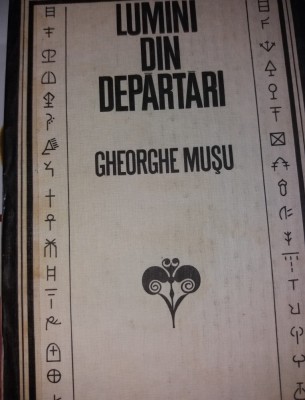 LUMINI
DIN
DEPĂRTĂRI
GHEORGHE MUȘU